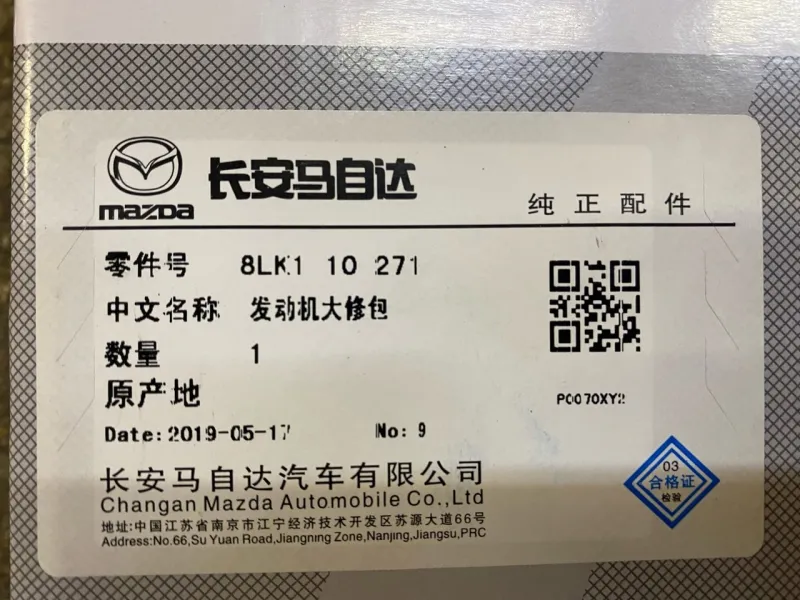 长安马自达
mazda
纯正配件
零件号 8LK1 10 271
中文名称 发动机大修包
数量 1
原产地
Date: 2019-05-17 No: 9
P0070XY2
03
合格证
检验
长安马自达汽车有限公司
Changan Mazda Automobile Co.,Ltd
地址:中国江苏省南京市江宁经济技术开发区苏源大道66号
Address:No.66,Su Yuan Road,Jiangning Zone,Nanjing,Jiangsu,PRC